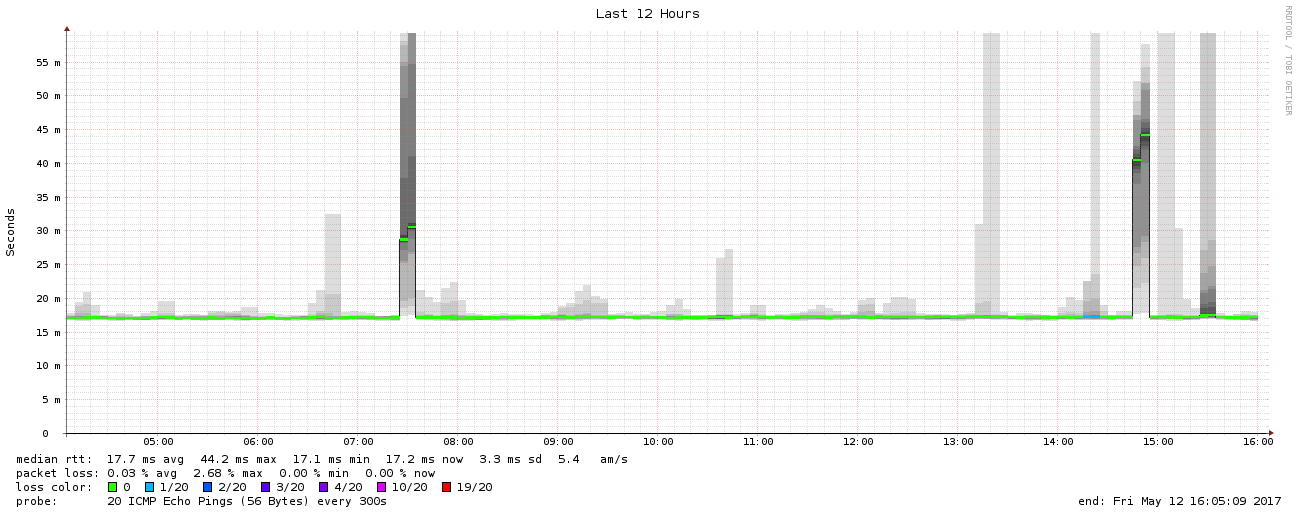 Last 12 Hours
RRDTOOL / TOBI OETIKER
Seconds
55 m
50 m
45 m
40 m
35 m
30 m
25 m
20 m
15 m
10 m
5 m
0
05:00 06:00 07:00 08:00 09:00 10:00 11:00 12:00 13:00 14:00 15:00 16:00
median rtt: 17.7 ms avg 44.2 ms max 17.1 ms min 17.2 ms now 3.3 ms sd 5.4 am/s
packet loss: 0.03 % avg 2.68 % max 0.00 % min 0.00 % now
loss color: 0 1/20 2/20 3/20 4/20 10/20 19/20
probe: 20 ICMP Echo Pings (56 Bytes) every 300s end: Fri May 12 16:05:09 2017